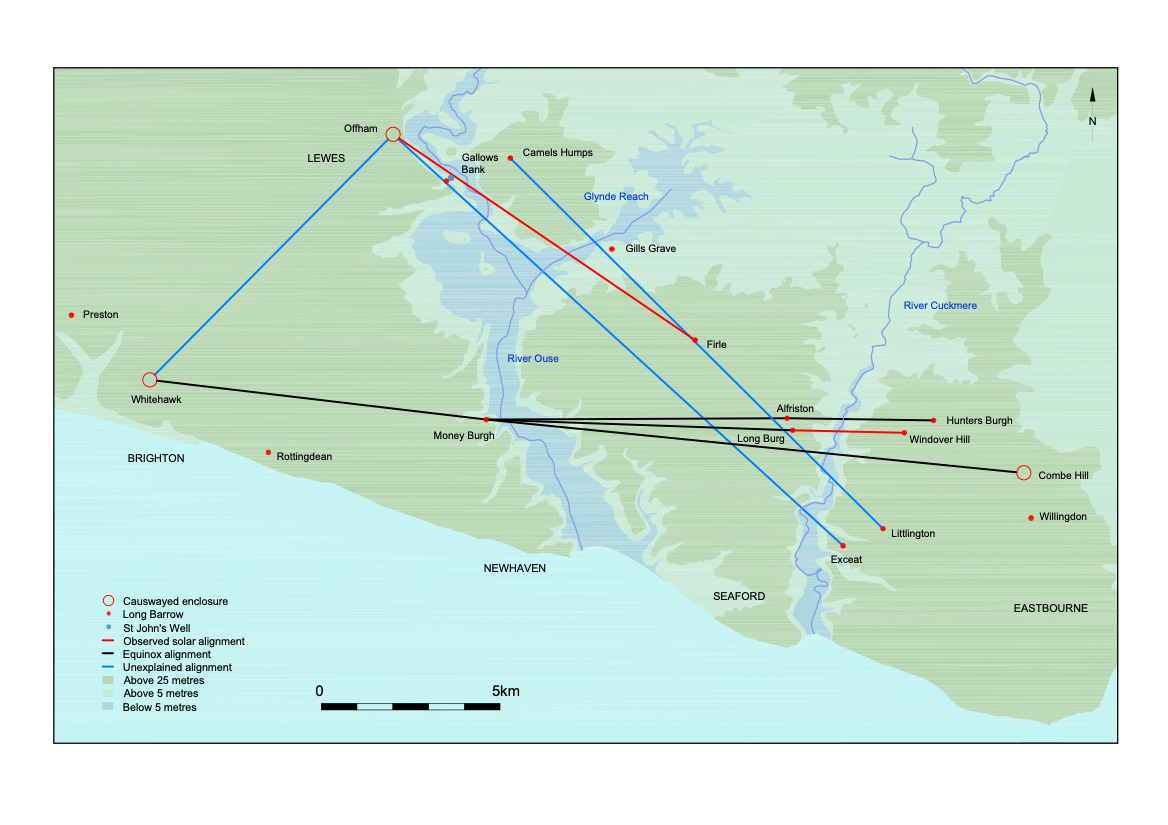 Offham
LEWES
Gallows
Bank
Camels Humps
N
Glynde Reach
Gills Grave
River Cuckmere
Preston
Firle
River Ouse
Whitehawk
Alfriston
Hunters Burgh
Money Burgh
Long Burg
Windover Hill
BRIGHTON
Rottingdean
Combe Hill
Willingdon
Littlington
Exceat
NEWHAVEN
SEAFORD
EASTBOURNE
Causwayed enclosure
Long Barrow
St John's Well
Observed solar alignment
Equinox alignment
Unexplained alignment
Above 25 metres
Above 5 metres
Below 5 metres
0 5km